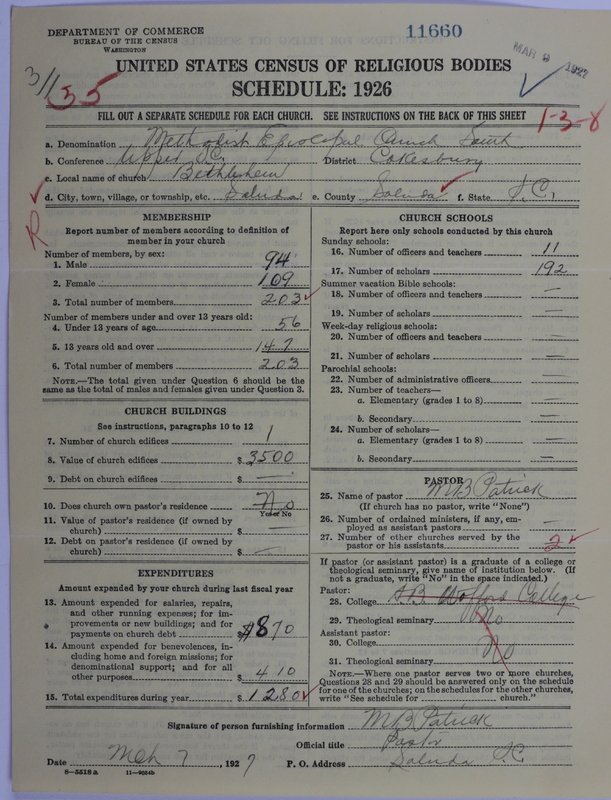 DEPARTMENT OF COMMERCE
BUREAU OF THE CENSUS
WASHINGTON
11660
MAR 9 1927
3/1
35
UNITED STATES CENSUS OF RELIGIOUS BODIES
SCHEDULE: 1926
FILL OUT A SEPARATE SCHEDULE FOR EACH CHURCH. SEE INSTRUCTIONS ON THE BACK OF THIS SHEET
1-3-8
a. Denomination Methodist Episcopal Church South
b. Conference Upper S.C. District Cokesbury
c. Local name of church Bethlehem
d. City, town, village, or township, etc. Saluda e. County Saluda f. State S.C.
R
MEMBERSHIP
Report number of members according to definition of
member in your church
Number of members, by sex:
1. Male 94
2. Female 109
3. Total number of members 203
Number of members under and over 13 years old:
4. Under 13 years of age 56
5. 13 years old and over 147
6. Total number of members 203
NOTE.—The total given under Question 6 should be the
same as the total of males and females given under Question 3.
CHURCH BUILDINGS
See instructions, paragraphs 10 to 12
7. Number of church edifices 1
8. Value of church edifices $ 3500
9. Debt on church edifices $ —
10. Does church own pastor's residence No
Yes or No
11. Value of pastor's residence (if owned by
church) $
12. Debt on pastor's residence (if owned by
church) $ —
EXPENDITURES
Amount expended by your church during last fiscal year
13. Amount expended for salaries, repairs,
and other running expenses; for im-
provements or new buildings; and for
payments on church debt $ 870
14. Amount expended for benevolences, in-
cluding home and foreign missions; for
denominational support; and for all
other purposes $ 410
15. Total expenditures during year $ 1280
CHURCH SCHOOLS
Report here only schools conducted by this church
Sunday schools:
16. Number of officers and teachers 11
17. Number of scholars 192
Summer vacation Bible schools:
18. Number of officers and teachers —
19. Number of scholars —
Week-day religious schools:
20. Number of officers and teachers —
21. Number of scholars —
Parochial schools:
22. Number of administrative officers —
23. Number of teachers—
a. Elementary (grades 1 to 8) —
b. Secondary —
24. Number of scholars—
a. Elementary (grades 1 to 8) —
b. Secondary —
PASTOR
25. Name of pastor M B Patrick
(If church has no pastor, write "None")
26. Number of ordained ministers, if any, em-
ployed as assistant pastors —
27. Number of other churches served by the
pastor or his assistants 2
If pastor (or assistant pastor) is a graduate of a college or
theological seminary, give name of institution below. (If
not a graduate, write "No" in the space indicated.)
Pastor:
28. College A.B. Wofford College
29. Theological seminary No
Assistant pastor:
30. College No
31. Theological seminary
NOTE.—Where one pastor serves two or more churches,
Questions 28 and 29 should be answered only on the schedule
for one of the churches; on the schedules for the other churches,
write "See schedule for church."
Signature of person furnishing information M B Patrick
Official title Pastor
Date Mch 7, 1927 P. O. Address Saluda S.C.
8-5518 a